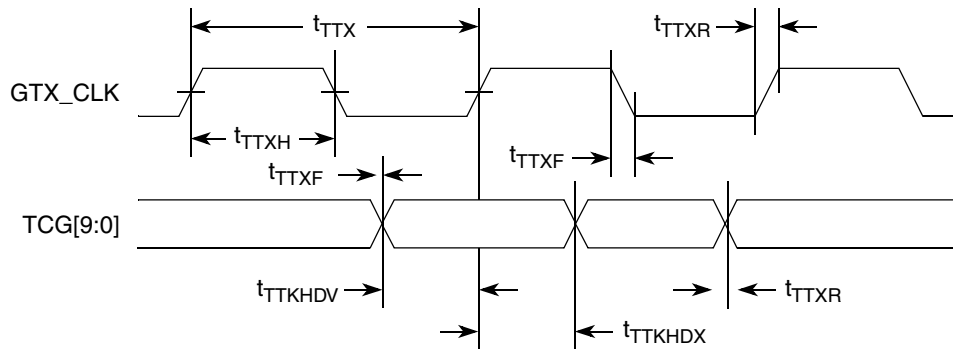 tTTX
tTTXR
GTX_CLK
tTTXH
tTTXF
tTTXF
TCG[9:0]
tTTKHDV
tTTXR
tTTKHDX